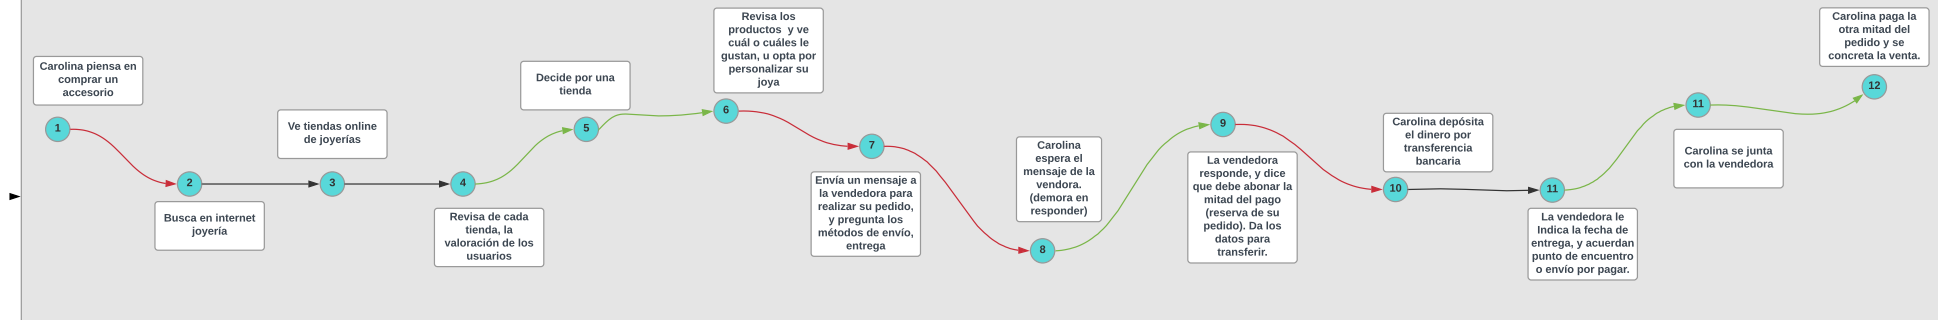 Carolina piensa en
comprar un
accesorio
1
2
Busca en internet
joyería
Ve tiendas online
de joyerías
3
4
Revisa de cada
tienda, la
valoración de los
usuarios
Decide por una
tienda
5
Revisa los
productos y ve
cuál o cuáles le
gustan, u opta por
personalizar su
joya
6
7
Envía un mensaje a
la vendedora para
realizar su pedido,
y pregunta los
métodos de envío,
entrega
Carolina
espera el
mensaje de la
vendora.
(demora en
responder)
8
9
La vendedora
responde, y dice
que debe abonar la
mitad del pago
(reserva de su
pedido). Da los
datos para
transferir.
Carolina depósita
el dinero por
transferencia
bancaria
10
11
La vendedora le
Indica la fecha de
entrega, y acuerdan
punto de encuentro
o envío por pagar.
11
Carolina se junta
con la vendedora
Carolina paga la
otra mitad del
pedido y se
concreta la venta.
12